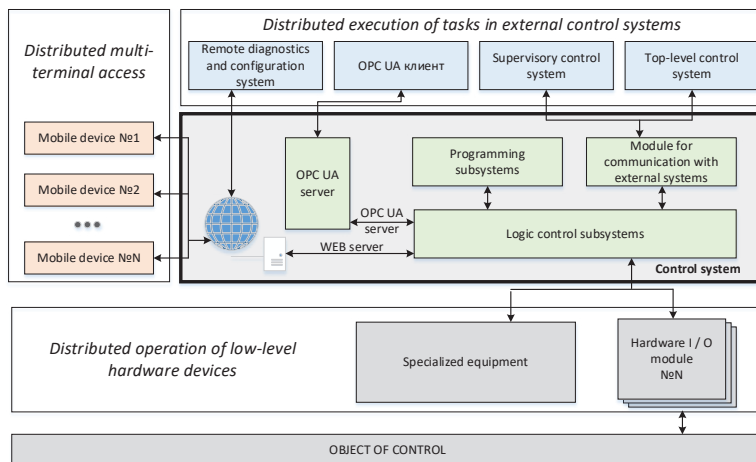 Distributed execution of tasks in external control systems
Distributed multi-
terminal access
Remote diagnostics
and configuration
system
OPC UA клиент
Supervisory control
system
Top-level control
system
Mobile device №1
Mobile device №2
•••
Mobile device №N
OPC UA
server
Programming
subsystems
Module for
communication with
external systems
OPC UA
server
WEB server
Logic control subsystems
Control system
Distributed operation of low-level
hardware devices
Specialized equipment
Hardware I / O
module
№N
OBJECT OF CONTROL